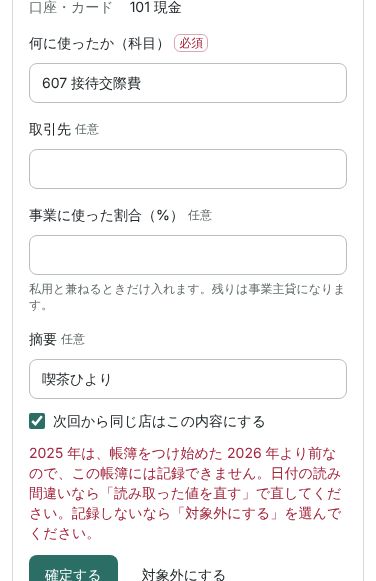 口座・カード 101 現金
何に使ったか（科目） 必須
607 接待交際費
取引先 任意
事業に使った割合（%） 任意
私用と兼ねるときだけ入れます。残りは事業主貸になりま
す。
摘要 任意
喫茶ひより
次回から同じ店はこの内容にする
2025 年は、帳簿をつけ始めた 2026 年より前な
ので、この帳簿には記録できません。日付の読み
間違いなら「読み取った値を直す」で直してくだ
さい。記録しないなら「対象外にする」を選んで
ください。
確定する 対象外にする